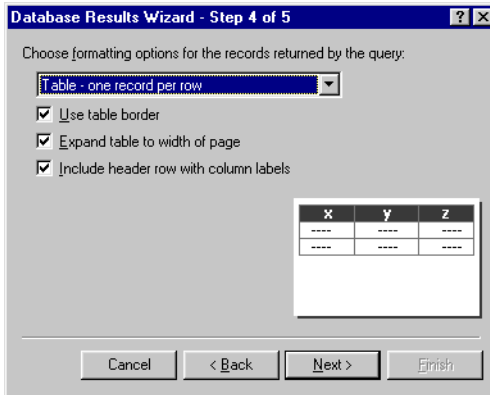 Database Results Wizard - Step 4 of 5
Choose formatting options for the records returned by the query:
Table - one record per row
Use table border
Expand table to width of page
Include header row with column labels
x y z
---- ---- ----
---- ---- ----
Cancel < Back Next > Finish